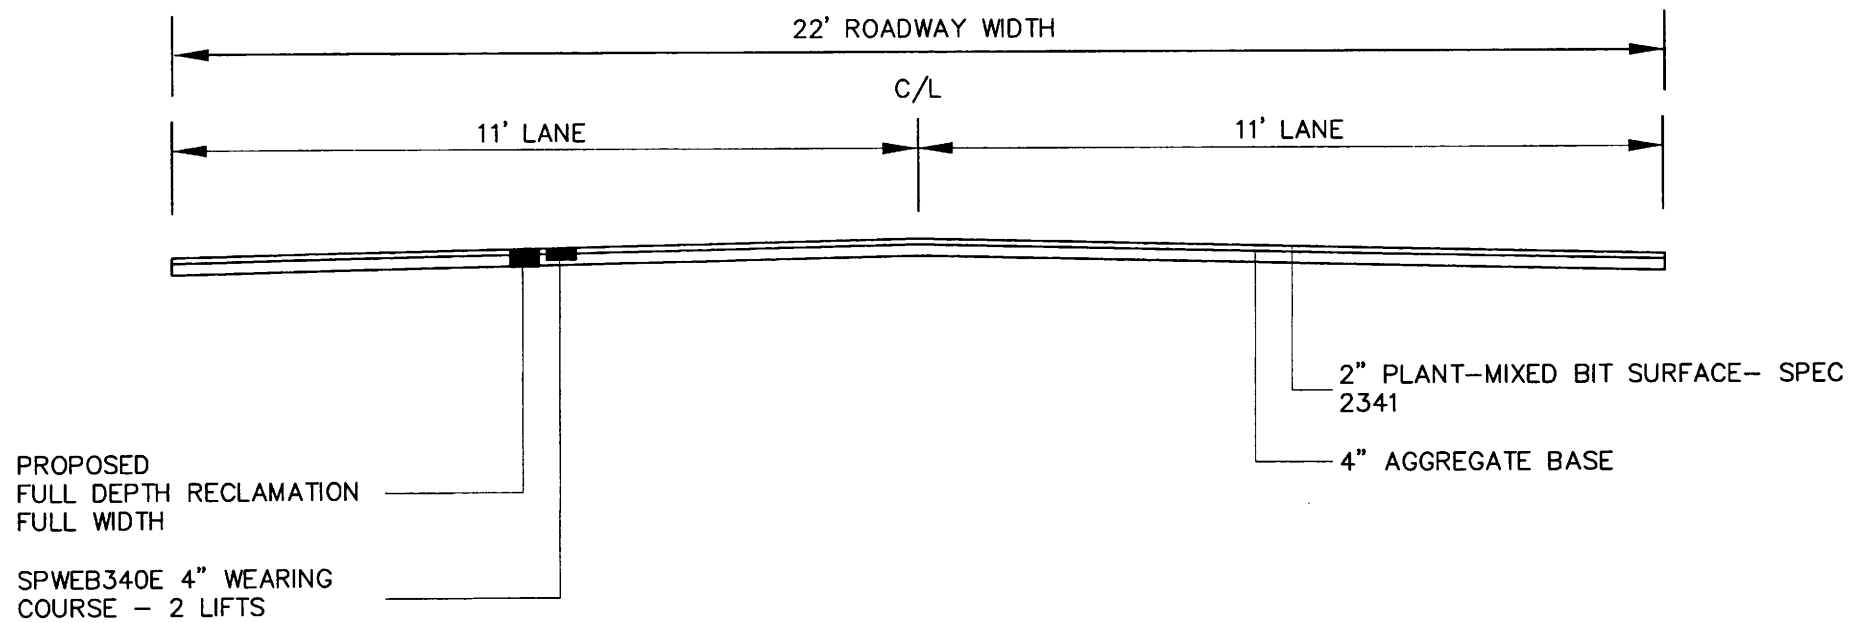 22' ROADWAY WIDTH
C/L
11' LANE
11' LANE
2" PLANT-MIXED BIT SURFACE- SPEC
2341
4" AGGREGATE BASE
PROPOSED
FULL DEPTH RECLAMATION
FULL WIDTH
SPWEB340E 4" WEARING
COURSE - 2 LIFTS